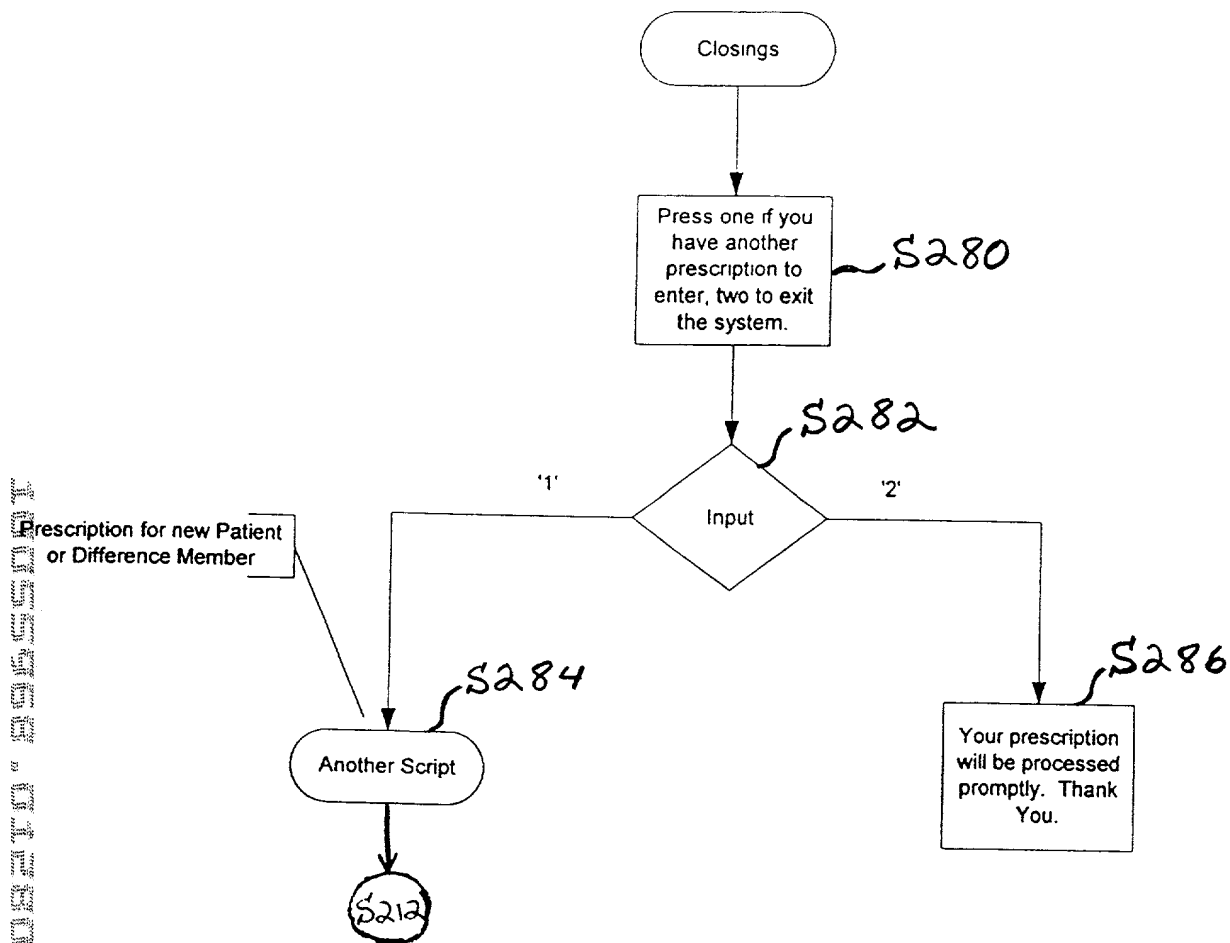 Closings
Press one if you
have another
prescription to
enter, two to exit
the system.
S280
S282
'1'
'2'
Input
Prescription for new Patient
or Difference Member
S284
S286
Another Script
Your prescription
will be processed
promptly. Thank
You.
S212